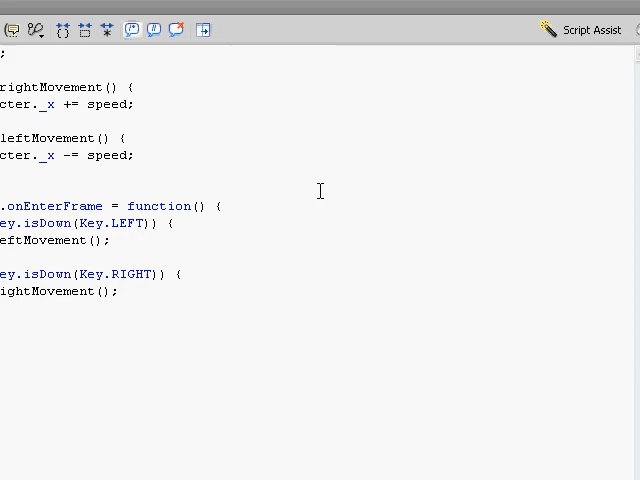 Script Assist
;
rightMovement() {
cter._x += speed;
leftMovement() {
cter._x -= speed;
.onEnterFrame = function() {
ey.isDown(Key.LEFT)) {
eftMovement();
ey.isDown(Key.RIGHT)) {
ightMovement();